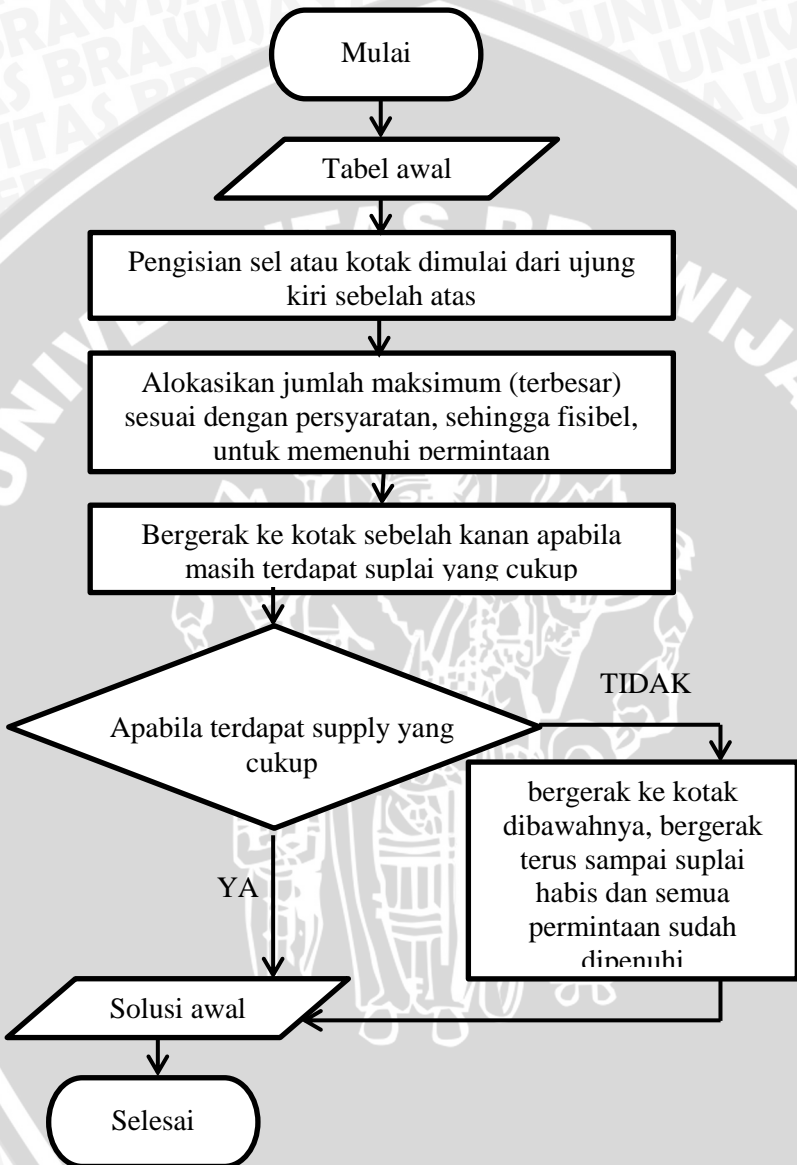 Mulai
Tabel awal
Pengisian sel atau kotak dimulai dari ujung
kiri sebelah atas
Alokasikan jumlah maksimum (terbesar)
sesuai dengan persyaratan, sehingga fisibel,
untuk memenuhi permintaan
Bergerak ke kotak sebelah kanan apabila
masih terdapat suplai yang cukup
Apabila terdapat supply yang
cukup
TIDAK
bergerak ke kotak
dibawahnya, bergerak
terus sampai suplai
habis dan semua
permintaan sudah
dipenuhi
YA
Solusi awal
Selesai